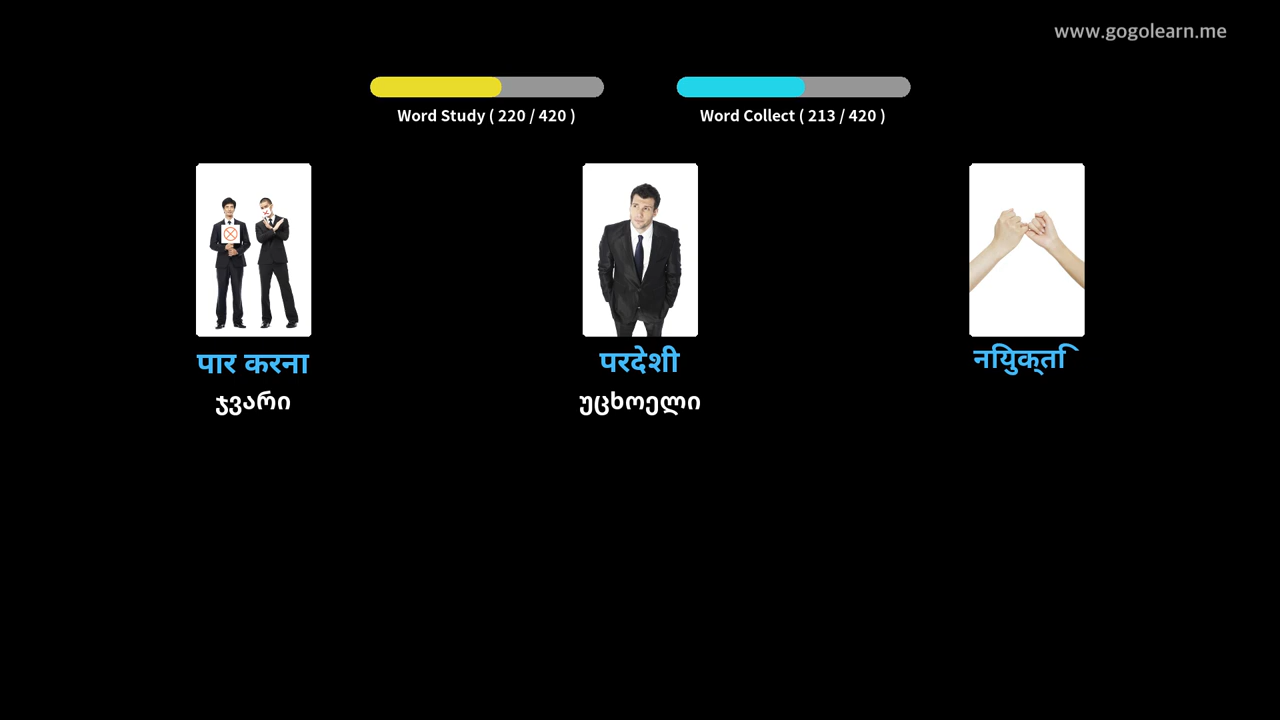 www.gogolearn.me
Word Study ( 220 / 420 )
Word Collect ( 213 / 420 )
पार करना
परदेशी
नियुक्ति
ჯვარი
უცხოელი